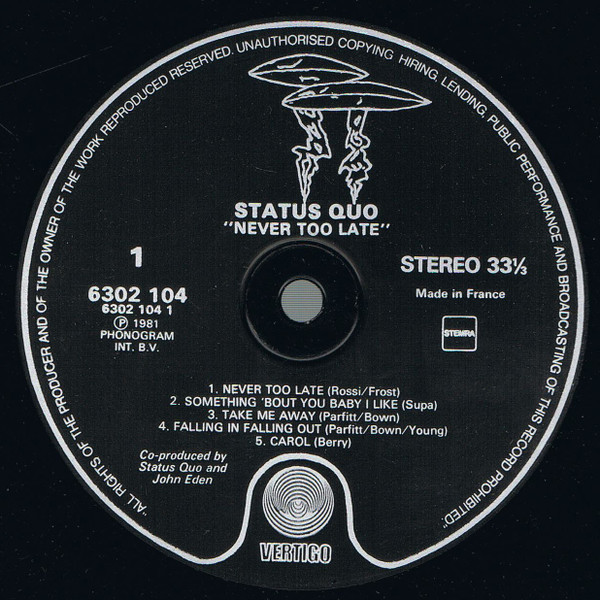 "ALL RIGHTS OF THE PRODUCER AND OF THE OWNER OF THE WORK REPRODUCED RESERVED. UNAUTHORISED COPYING HIRING, LENDING, PUBLIC PERFORMANCE AND BROADCASTING OF THIS RECORD PROHIBITED."
STATUS QUO
"NEVER TOO LATE"
1
STEREO 33⅓
6302 104
6302 104 1
Made in France
Ⓟ 1981
PHONOGRAM
INT. B.V.
STEMRA
1. NEVER TOO LATE (Rossi/Frost)
2. SOMETHING 'BOUT YOU BABY I LIKE (Supa)
3. TAKE ME AWAY (Parfitt/Bown)
4. FALLING IN FALLING OUT (Parfitt/Bown/Young)
5. CAROL (Berry)
Co-produced by
Status Quo and
John Eden
VERTIGO